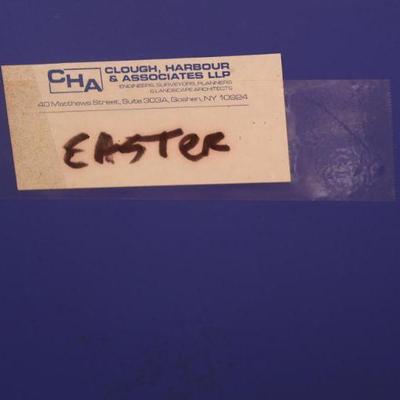 CHA
CLOUGH, HARBOUR
& ASSOCIATES LLP
ENGINEERS, SURVEYORS, PLANNERS
& LANDSCAPE ARCHITECTS
40 Matthews Street, Suite 303A, Goshen, NY 10924
EASTER